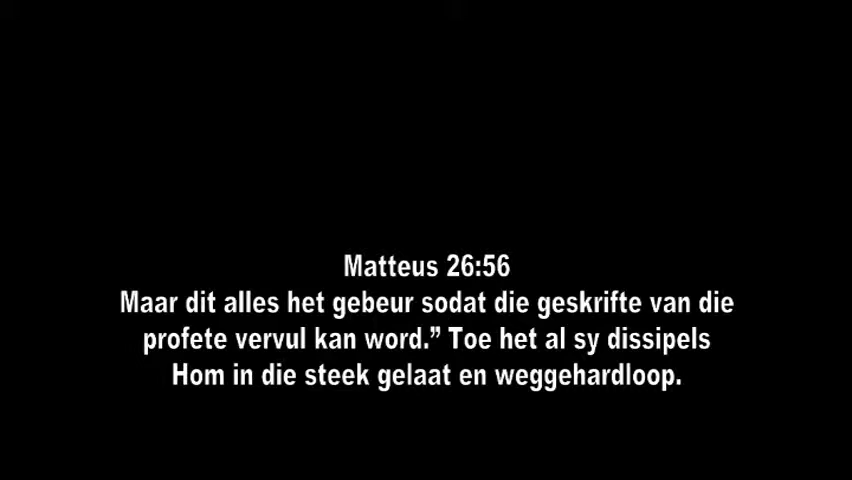 Matteus 26:56
Maar dit alles het gebeur sodat die geskrifte van die
profete vervul kan word.” Toe het al sy dissipels
Hom in die steek gelaat en weggehardloop.